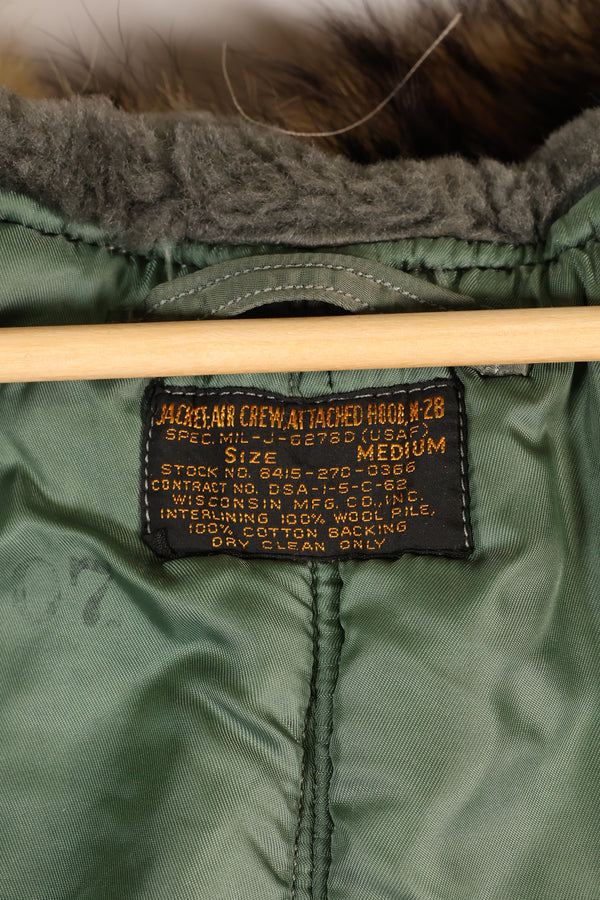 JACKET, AIR CREW, ATTACHED HOOD, N-2B
SPEC. MIL-J-6278D (USAF)
SIZE MEDIUM
STOCK NO. 8415-270-0366
CONTRACT NO. DSA-1-5-C-62
WISCONSIN MFG. CO., INC.
INTERLINING 100% WOOL PILE,
100% COTTON BACKING
DRY CLEAN ONLY
07